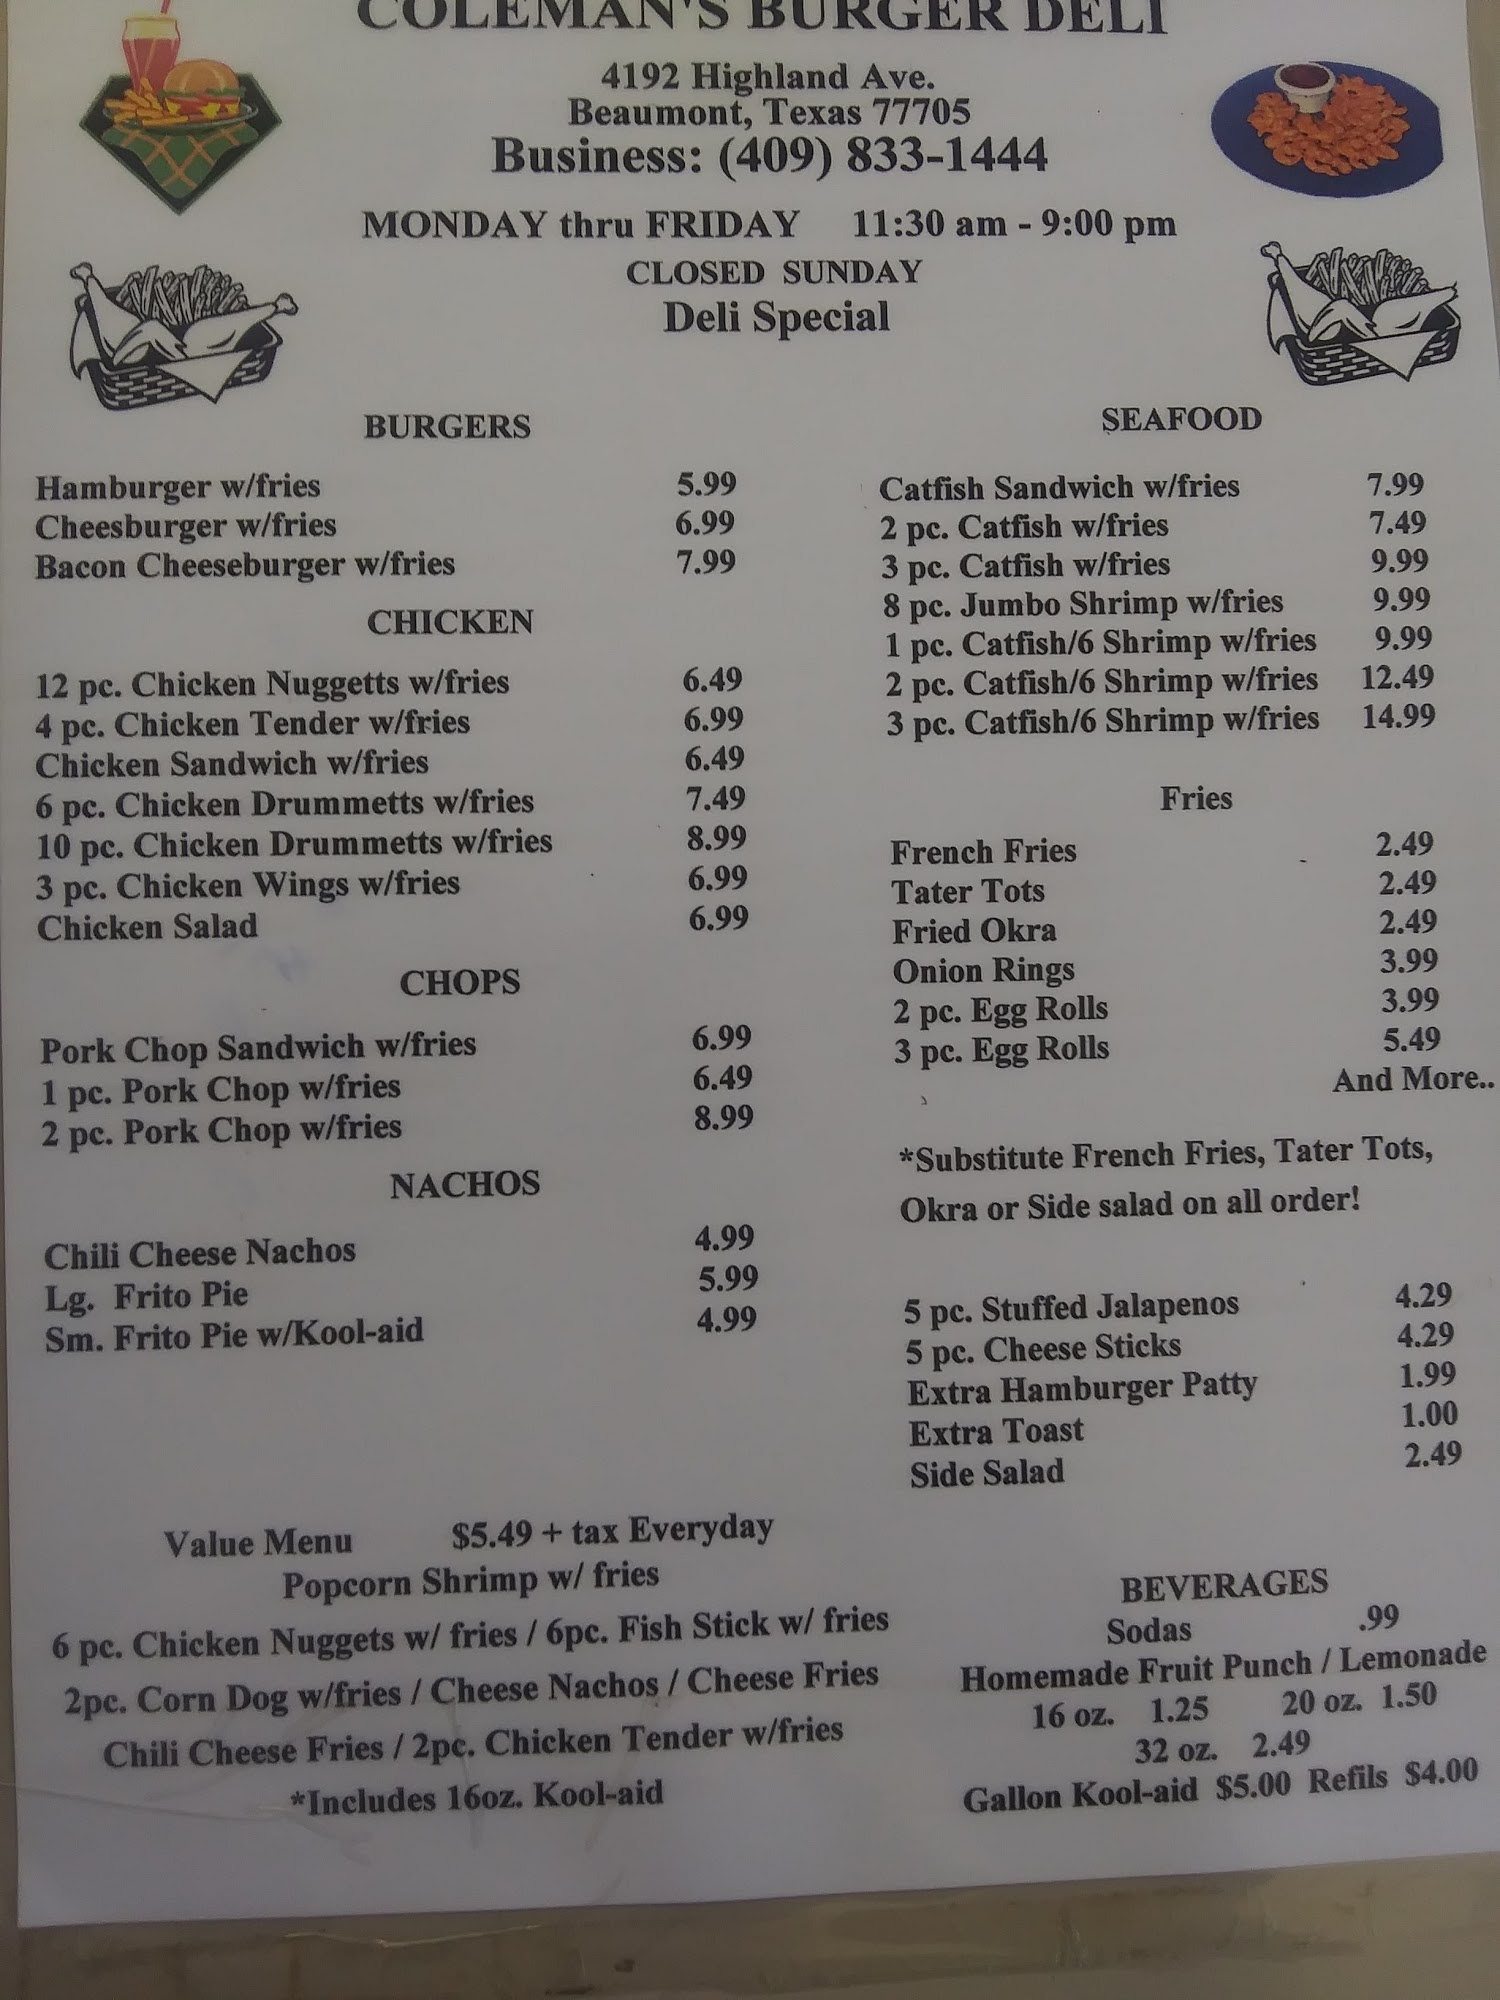 COLEMAN'S BURGER DELI
4192 Highland Ave.
Beaumont, Texas 77705
Business: (409) 833-1444
MONDAY thru FRIDAY 11:30 am - 9:00 pm
CLOSED SUNDAY
Deli Special
BURGERS
Hamburger w/fries 5.99
Cheesburger w/fries 6.99
Bacon Cheeseburger w/fries 7.99
CHICKEN
12 pc. Chicken Nuggetts w/fries 6.49
4 pc. Chicken Tender w/fries 6.99
Chicken Sandwich w/fries 6.49
6 pc. Chicken Drummetts w/fries 7.49
10 pc. Chicken Drummetts w/fries 8.99
3 pc. Chicken Wings w/fries 6.99
Chicken Salad 6.99
CHOPS
Pork Chop Sandwich w/fries 6.99
1 pc. Pork Chop w/fries 6.49
2 pc. Pork Chop w/fries 8.99
NACHOS
Chili Cheese Nachos 4.99
Lg. Frito Pie 5.99
Sm. Frito Pie w/Kool-aid 4.99
SEAFOOD
Catfish Sandwich w/fries 7.99
2 pc. Catfish w/fries 7.49
3 pc. Catfish w/fries 9.99
8 pc. Jumbo Shrimp w/fries 9.99
1 pc. Catfish/6 Shrimp w/fries 9.99
2 pc. Catfish/6 Shrimp w/fries 12.49
3 pc. Catfish/6 Shrimp w/fries 14.99
Fries
French Fries 2.49
Tater Tots 2.49
Fried Okra 2.49
Onion Rings 3.99
2 pc. Egg Rolls 3.99
3 pc. Egg Rolls 5.49
And More..
*Substitute French Fries, Tater Tots,
Okra or Side salad on all order!
5 pc. Stuffed Jalapenos 4.29
5 pc. Cheese Sticks 4.29
Extra Hamburger Patty 1.99
Extra Toast 1.00
Side Salad 2.49
Value Menu $5.49 + tax Everyday
Popcorn Shrimp w/ fries
6 pc. Chicken Nuggets w/ fries / 6pc. Fish Stick w/ fries
2pc. Corn Dog w/fries / Cheese Nachos / Cheese Fries
Chili Cheese Fries / 2pc. Chicken Tender w/fries
*Includes 16oz. Kool-aid
BEVERAGES
Sodas .99
Homemade Fruit Punch / Lemonade
16 oz. 1.25 20 oz. 1.50
32 oz. 2.49
Gallon Kool-aid $5.00 Refils $4.00